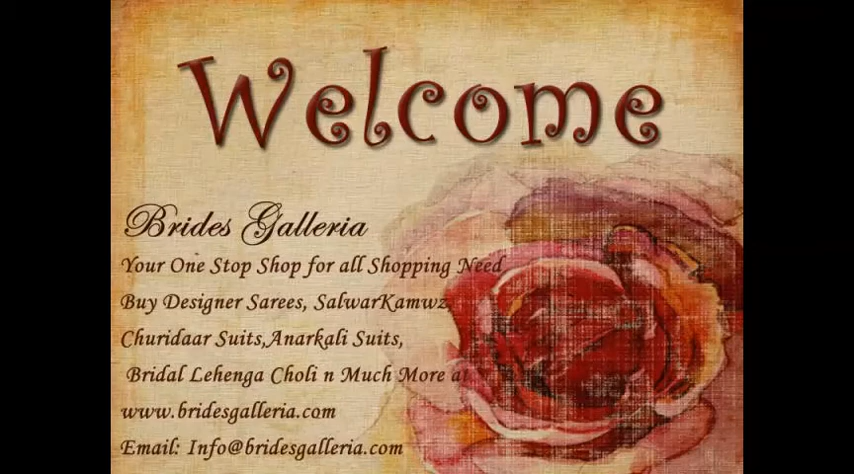 Welcome
Brides Galleria
Your One Stop Shop for all Shopping Need
Buy Designer Sarees, SalwarKamwz,
Churidaar Suits,Anarkali Suits,
Bridal Lehenga Choli n Much More at
www.bridesgalleria.com
Email: Info@bridesgalleria.com